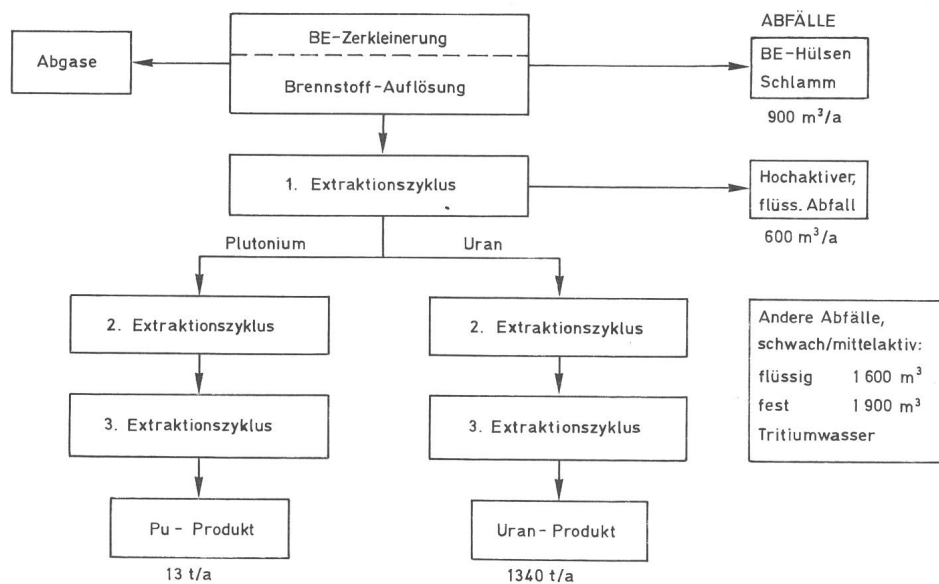 ABFÄLLE
BE-Zerkleinerung
Abgase
BE-Hülsen
Schlamm
Brennstoff-Auflösung
900 m³/a
1. Extraktionszyklus
Hochaktiver,
flüss. Abfall
600 m³/a
Plutonium Uran
2. Extraktionszyklus 2. Extraktionszyklus
Andere Abfälle,
schwach/mittelaktiv:
flüssig 1 600 m³
fest 1 900 m³
Tritiumwasser
3. Extraktionszyklus 3. Extraktionszyklus
Pu - Produkt Uran - Produkt
13 t/a 1340 t/a